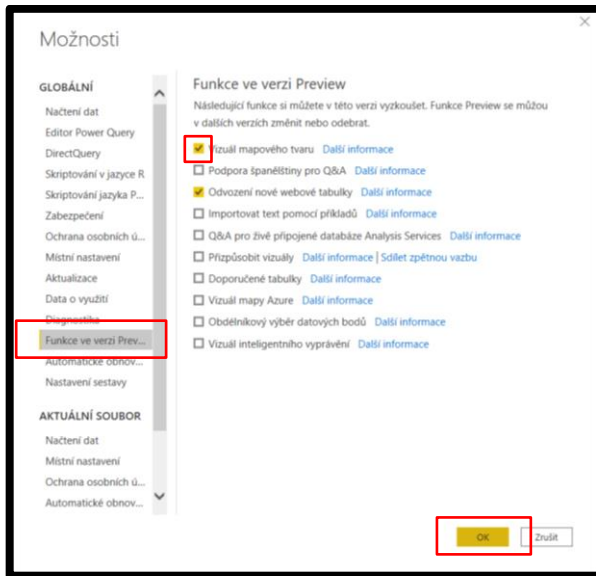 Možnosti
GLOBÁLNÍ
Načtení dat
Editor Power Query
DirectQuery
Skriptování v jazyce R
Skriptování jazyka P...
Zabezpečení
Ochrana osobních ú...
Místní nastavení
Aktualizace
Data o využití
Diagnostika
Funkce ve verzi Prev...
Automatické obnov...
Nastavení sestavy
AKTUÁLNÍ SOUBOR
Načtení dat
Místní nastavení
Ochrana osobních ú...
Automatické obnov...
Funkce ve verzi Preview
Následující funkce si můžete v této verzi vyzkoušet. Funkce Preview se můžou
v dalších verzích změnit nebo odebrat.
Vizuál mapového tvaru Další informace
Podpora španělštiny pro Q&A Další informace
Odvození nové webové tabulky Další informace
Importovat text pomocí příkladů Další informace
Q&A pro živě připojené databáze Analysis Services Další informace
Přizpůsobit vizuály Další informace | Sdílet zpětnou vazbu
Doporučené tabulky Další informace
Vizuál mapy Azure Další informace
Obdélníkový výběr datových bodů Další informace
Vizuál inteligentního vyprávění Další informace
OK Zrušit